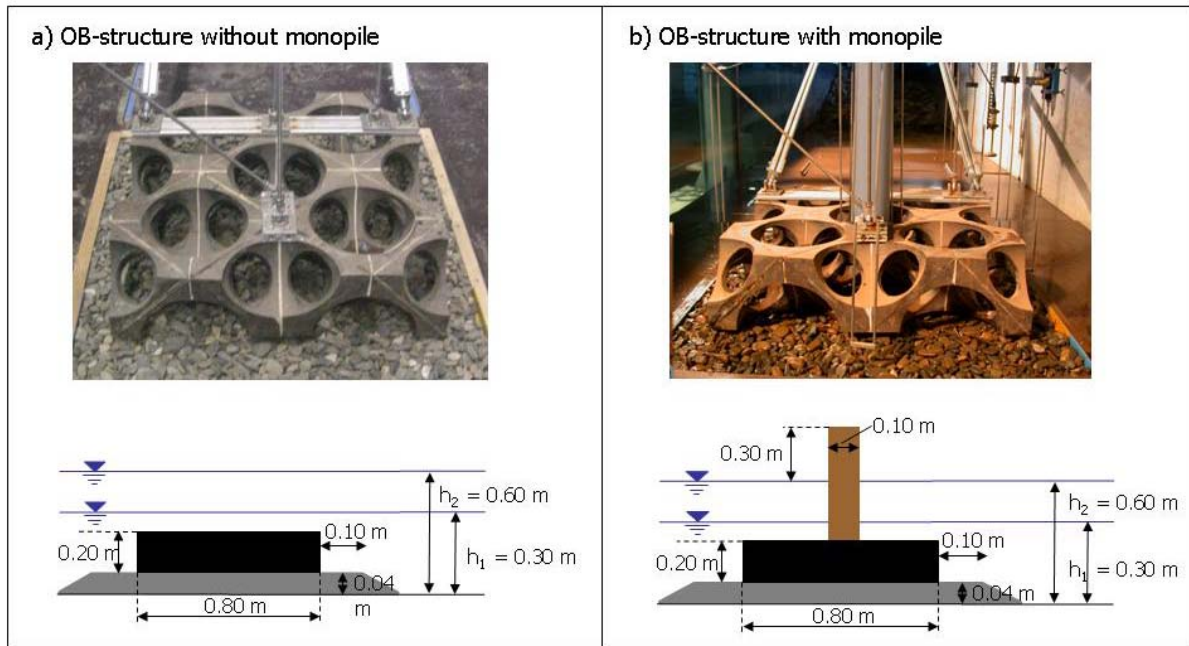 a) OB-structure without monopile
h₂ = 0.60 m
0.10 m
0.20 m
h₁ = 0.30 m
0.04
m
0.80 m
b) OB-structure with monopile
0.10 m
0.30 m
h₂ = 0.60 m
0.10 m
0.20 m
h₁ = 0.30 m
0.04 m
0.80 m